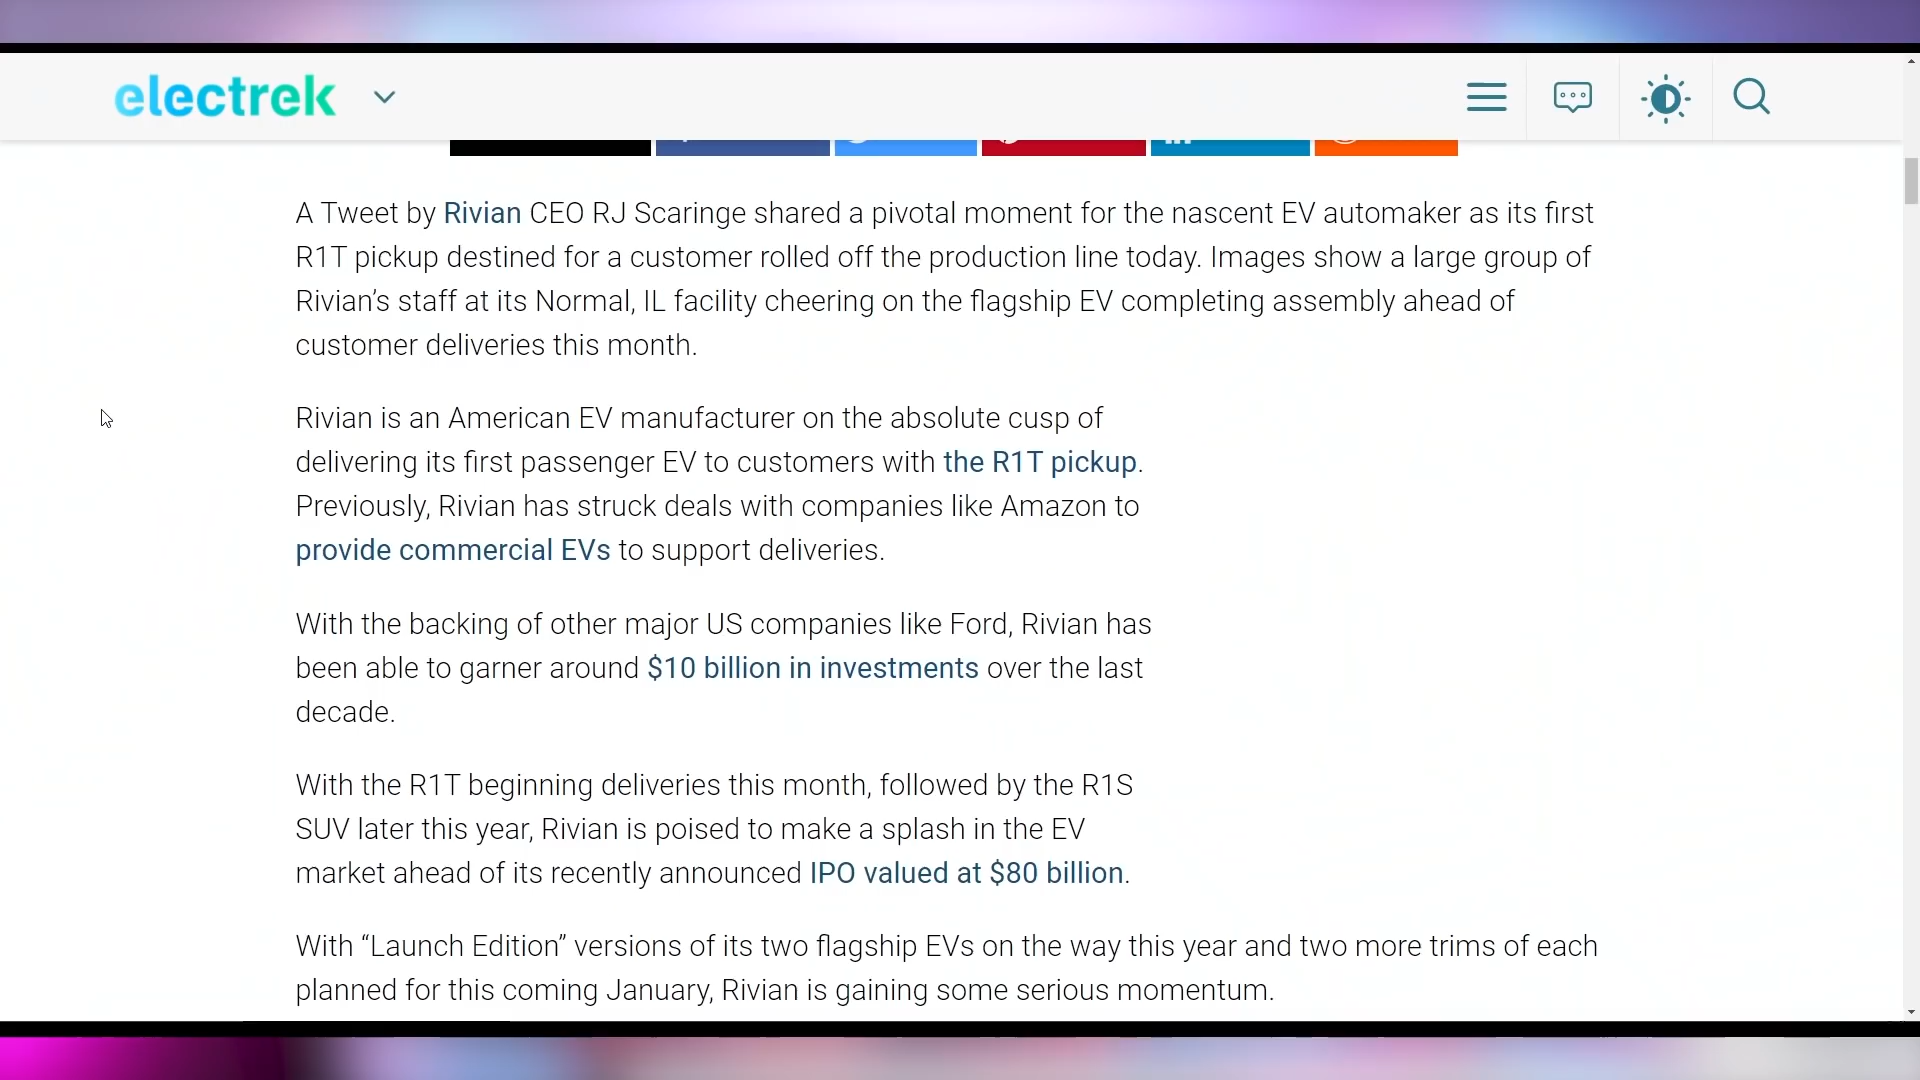 electrek
A Tweet by Rivian CEO RJ Scaringe shared a pivotal moment for the nascent EV automaker as its first
R1T pickup destined for a customer rolled off the production line today. Images show a large group of
Rivian’s staff at its Normal, IL facility cheering on the flagship EV completing assembly ahead of
customer deliveries this month.
Rivian is an American EV manufacturer on the absolute cusp of
delivering its first passenger EV to customers with the R1T pickup.
Previously, Rivian has struck deals with companies like Amazon to
provide commercial EVs to support deliveries.
With the backing of other major US companies like Ford, Rivian has
been able to garner around $10 billion in investments over the last
decade.
With the R1T beginning deliveries this month, followed by the R1S
SUV later this year, Rivian is poised to make a splash in the EV
market ahead of its recently announced IPO valued at $80 billion.
With “Launch Edition” versions of its two flagship EVs on the way this year and two more trims of each
planned for this coming January, Rivian is gaining some serious momentum.